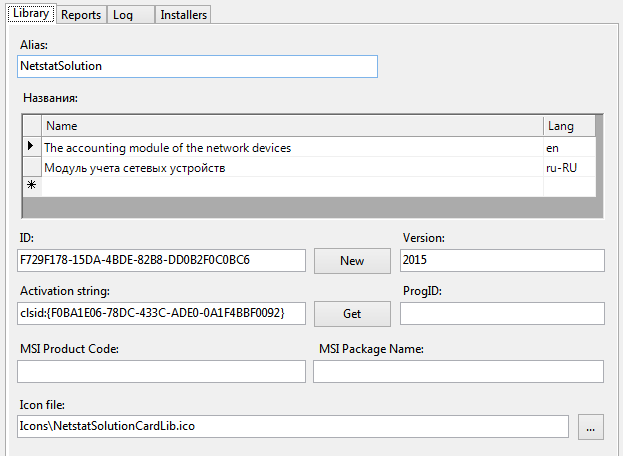 Library Reports Log Installers
Alias:
NetstatSolution
Названия:
Name Lang
The accounting module of the network devices en
Модуль учета сетевых устройств ru-RU
ID: Version:
F729F178-15DA-4BDE-82B8-DD0B2F0C0BC6 New 2015
Activation string: ProgID:
clsid:{F0BA1E06-78DC-433C-ADE0-0A1F4BBF0092} Get
MSI Product Code: MSI Package Name:
Icon file:
Icons\NetstatSolutionCardLib.ico ...